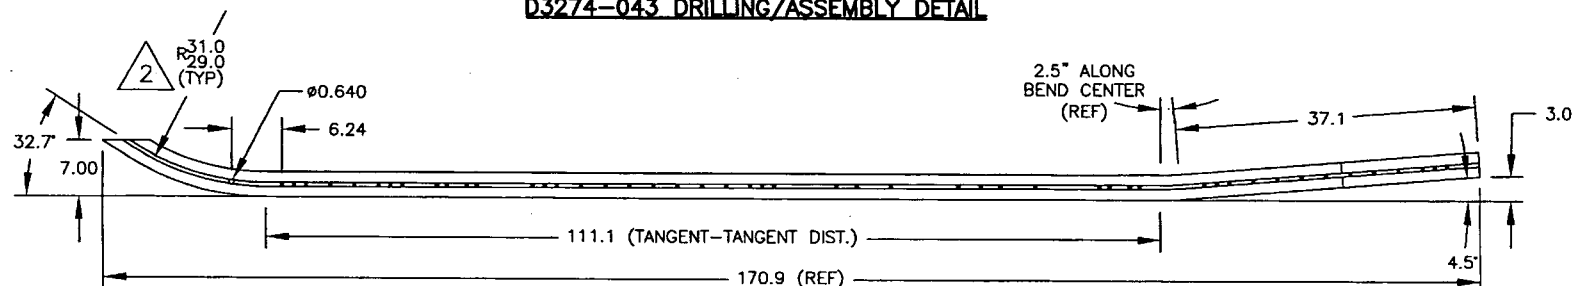 D3274-043 DRILLING/ASSEMBLY DETAIL
2
R31.0
29.0
(TYP)
ø0.640
6.24
32.7°
7.00
2.5" ALONG
BEND CENTER
(REF)
37.1
3.0
111.1 (TANGENT-TANGENT DIST.)
4.5°
170.9 (REF)